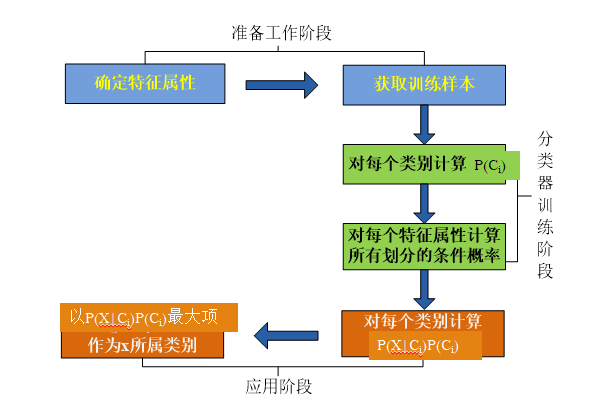 准备工作阶段
确定特征属性
获取训练样本
对每个类别计算 P(Ci)
分类器训练阶段
对每个特征属性计算
所有划分的条件概率
以P(X|Ci)P(Ci)最大项
作为x所属类别
对每个类别计算
P(X|Ci)P(Ci)
应用阶段